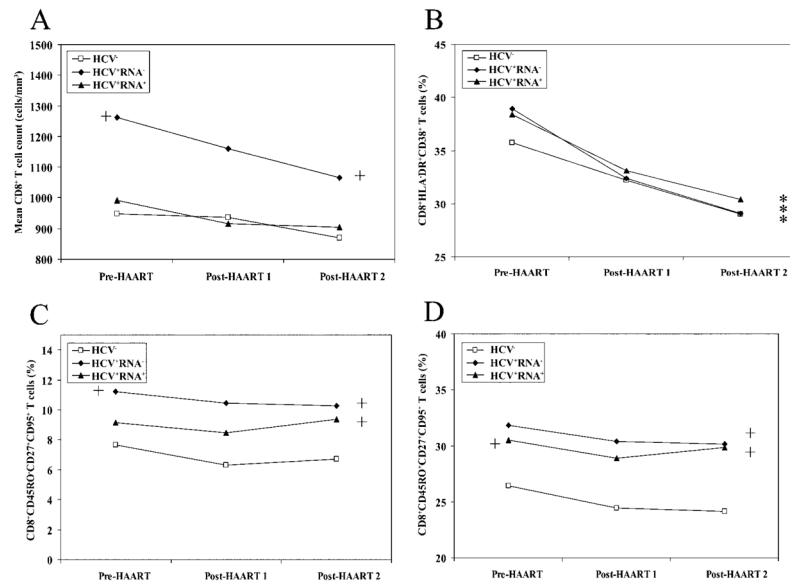 A
Mean CD8⁺ T cell count (cells/mm³)
1500
1400
1300
1200
1100
1000
900
800
HCV⁻
HCV⁺RNA⁻
HCV⁺RNA⁺
+
+
Pre-HAART Post-HAART 1 Post-HAART 2
B
CD8⁺HLA⁻DR⁺CD38⁺ T cells (%)
45
40
35
30
25
HCV⁻
HCV⁺RNA⁻
HCV⁺RNA⁺
*
*
*
Pre-HAART Post-HAART 1 Post-HAART 2
C
CD8⁺CD45RO⁻CD27⁺CD95⁺ T cells (%)
14
12
10
8
6
4
2
0
HCV⁻
HCV⁺RNA⁻
HCV⁺RNA⁺
+
+
+
Pre-HAART Post-HAART 1 Post-HAART 2
D
CD8⁺CD45RO⁻CD27⁺CD95⁻ T cells (%)
40
35
30
25
20
HCV⁻
HCV⁺RNA⁻
HCV⁺RNA⁺
+
+
+
Pre-HAART Post-HAART 1 Post-HAART 2